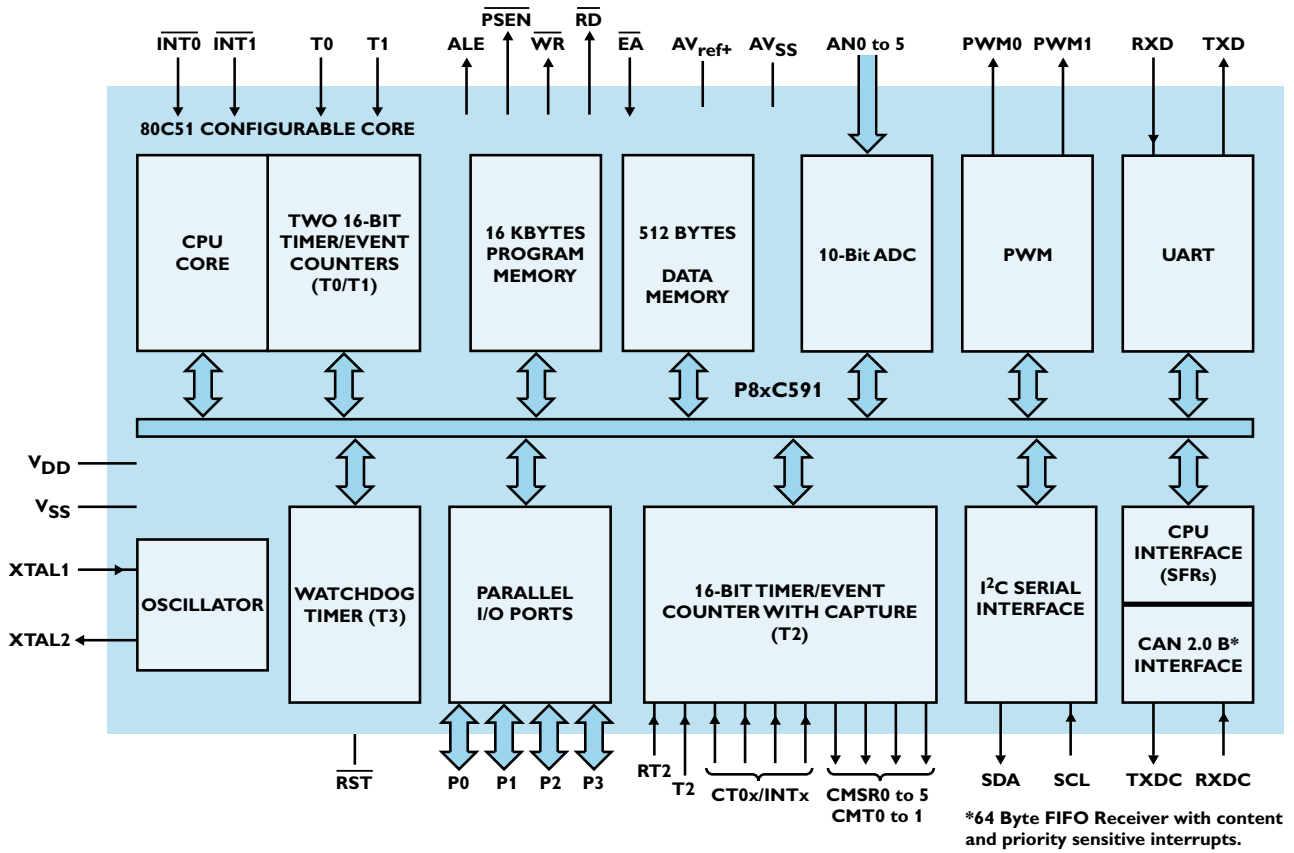 INT0 INT1 T0 T1 ALE PSEN WR RD EA AVref+ AVSS AN0 to 5 PWM0 PWM1 RXD TXD
80C51 CONFIGURABLE CORE
CPU
CORE
TWO 16-BIT
TIMER/EVENT
COUNTERS
(T0/T1)
16 KBYTES
PROGRAM
MEMORY
512 BYTES
DATA
MEMORY
10-Bit ADC
PWM
UART
P8xC591
VDD
VSS
XTAL1
XTAL2
OSCILLATOR
WATCHDOG
TIMER (T3)
PARALLEL
I/O PORTS
16-BIT TIMER/EVENT
COUNTER WITH CAPTURE
(T2)
I²C SERIAL
INTERFACE
CPU
INTERFACE
(SFRs)
CAN 2.0 B*
INTERFACE
RST
P0 P1 P2 P3
RT2
T2
CT0x/INTx
CMSR0 to 5
CMT0 to 1
SDA SCL TXDC RXDC
*64 Byte FIFO Receiver with content
and priority sensitive interrupts.